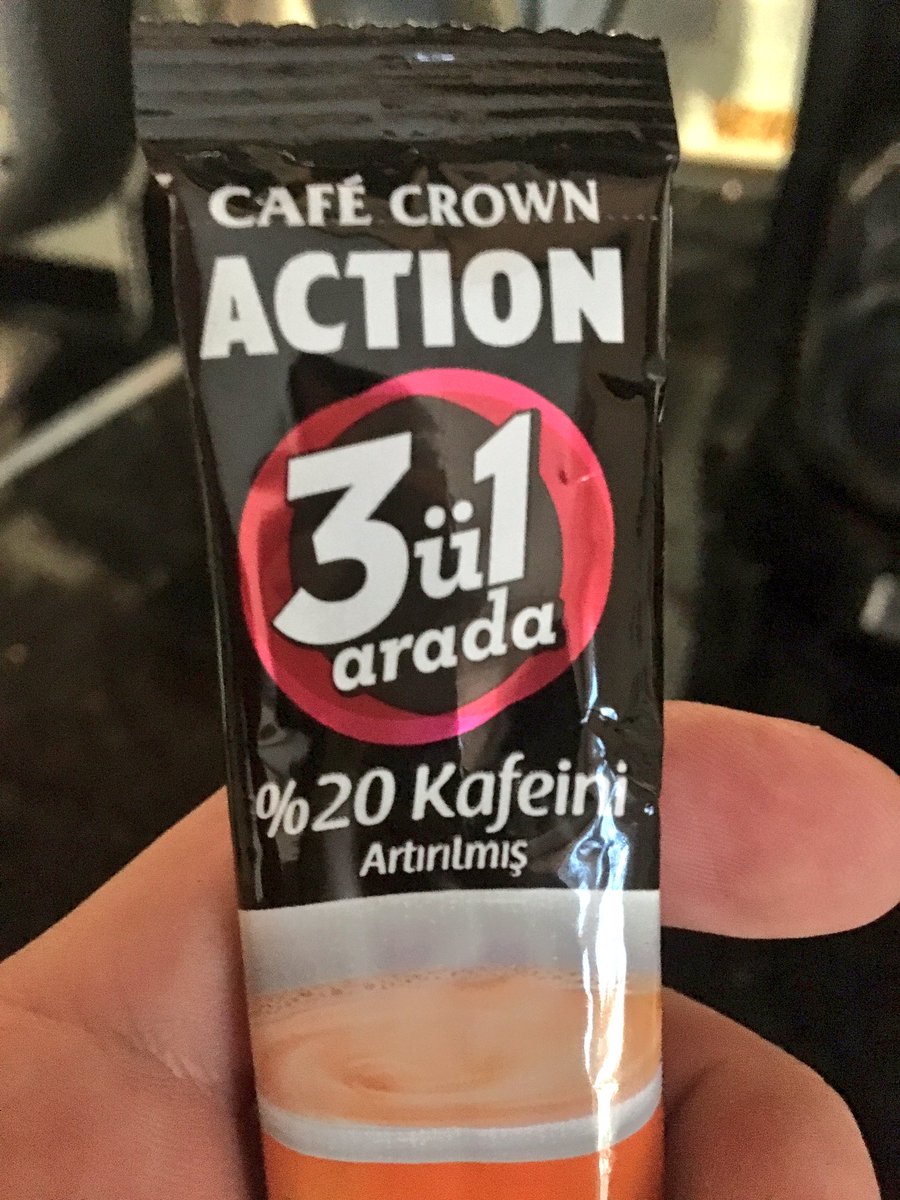 CAFÉ CROWN
ACTION
3ü1
arada
%20 Kafeini
Artırılmış